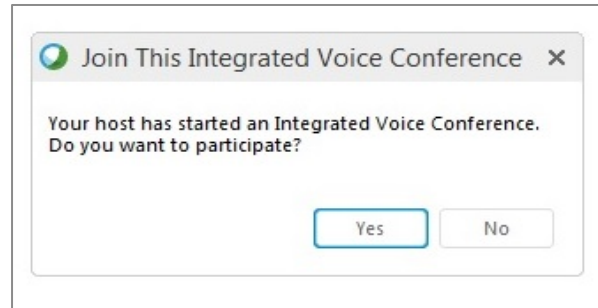 Join This Integrated Voice Conference
Your host has started an Integrated Voice Conference.
Do you want to participate?
Yes No